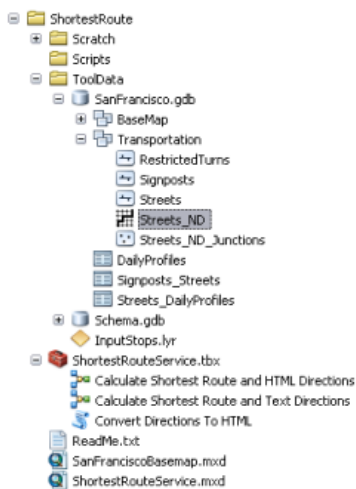 ShortestRoute
Scratch
Scripts
ToolData
SanFrancisco.gdb
BaseMap
Transportation
RestrictedTurns
Signposts
Streets
Streets_ND
Streets_ND_Junctions
DailyProfiles
Signposts_Streets
Streets_DailyProfiles
Schema.gdb
InputStops.lyr
ShortestRouteService.tbx
Calculate Shortest Route and HTML Directions
Calculate Shortest Route and Text Directions
Convert Directions To HTML
ReadMe.txt
SanFranciscoBasemap.mxd
ShortestRouteService.mxd